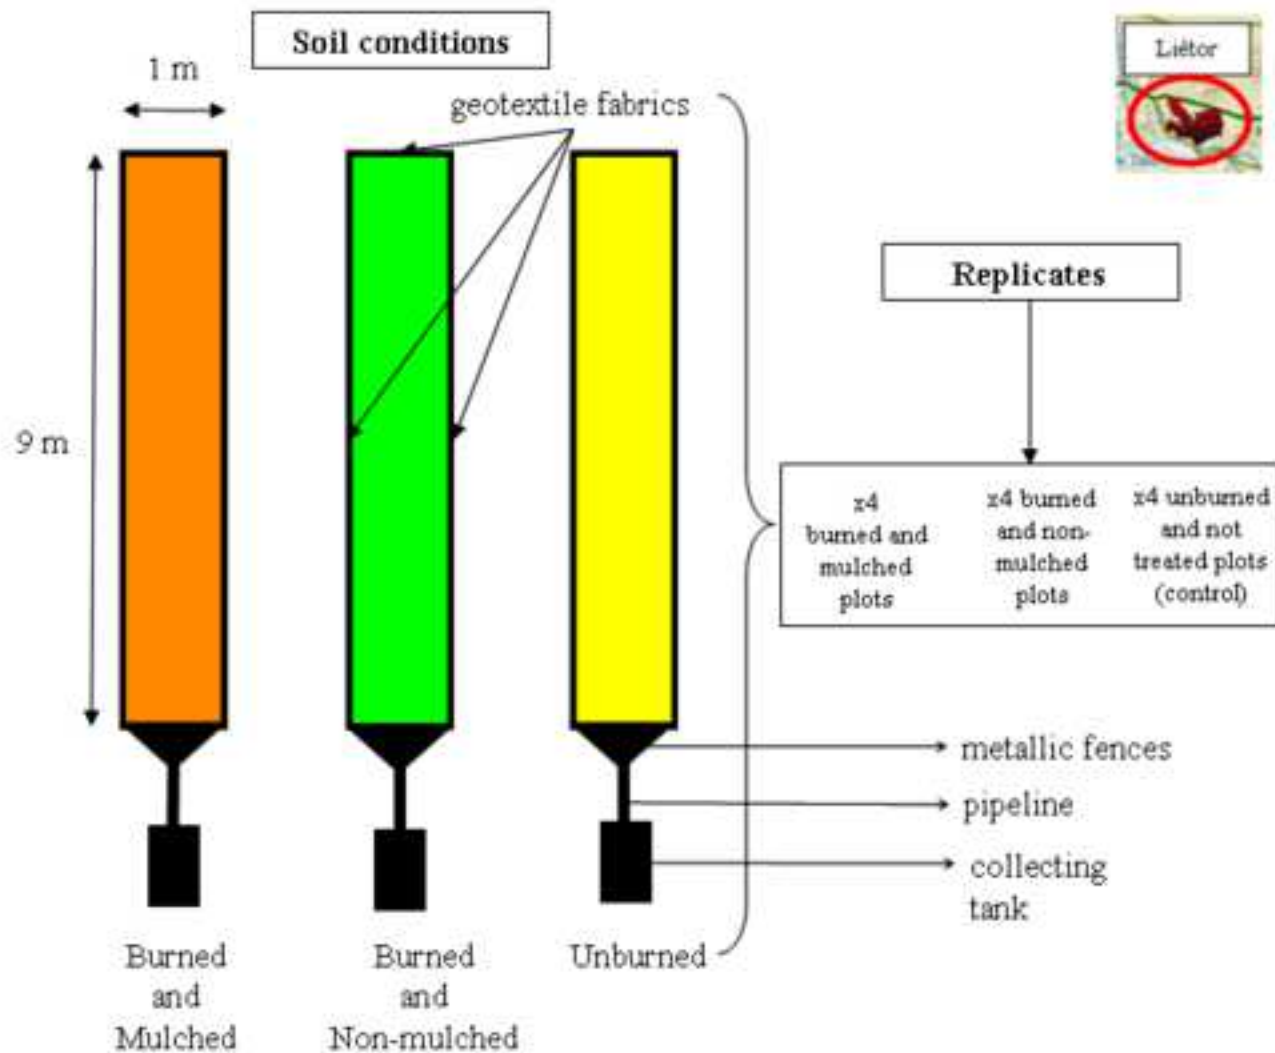 Soil conditions
1 m
geotextile fabrics
Liétor
Replicates
9 m
x4
burned and
mulched
plots
x4 burned
and non-
mulched
plots
x4 unburned
and not
treated plots
(control)
metallic fences
pipeline
collecting
tank
Burned
and
Mulched
Burned
and
Non-mulched
Unburned